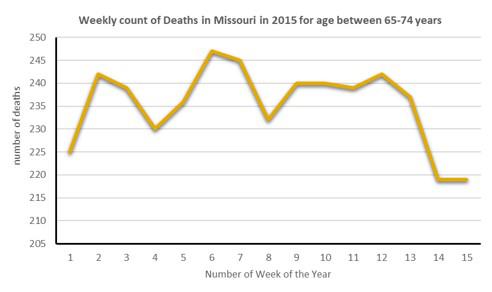 Weekly count of Deaths in Missouri in 2015 for age between 65-74 years
number of deaths
250
245
240
235
230
225
220
215
210
205
1 2 3 4 5 6 7 8 9 10 11 12 13 14 15
Number of Week of the Year